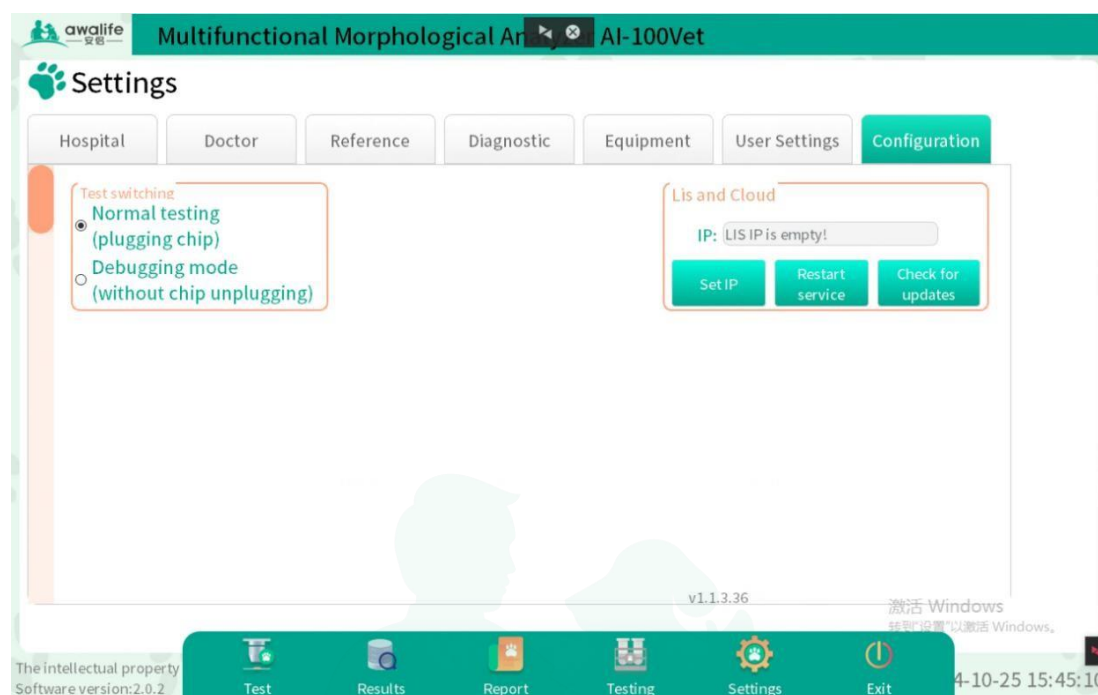 awalife
安侣
Multifunctional Morphological An er AI-100Vet
Settings
Hospital
Doctor
Reference
Diagnostic
Equipment
User Settings
Configuration
Test switching
Normal testing
(plugging chip)
Debugging mode
(without chip unplugging)
Lis and Cloud
IP: LIS IP is empty!
Set IP
Restart
service
Check for
updates
v1.1.3.36
激活 Windows
转到"设置"以激活 Windows。
The intellectual property
Software version:2.0.2
Test
Results
Report
Testing
Settings
Exit
4-10-25 15:45:10